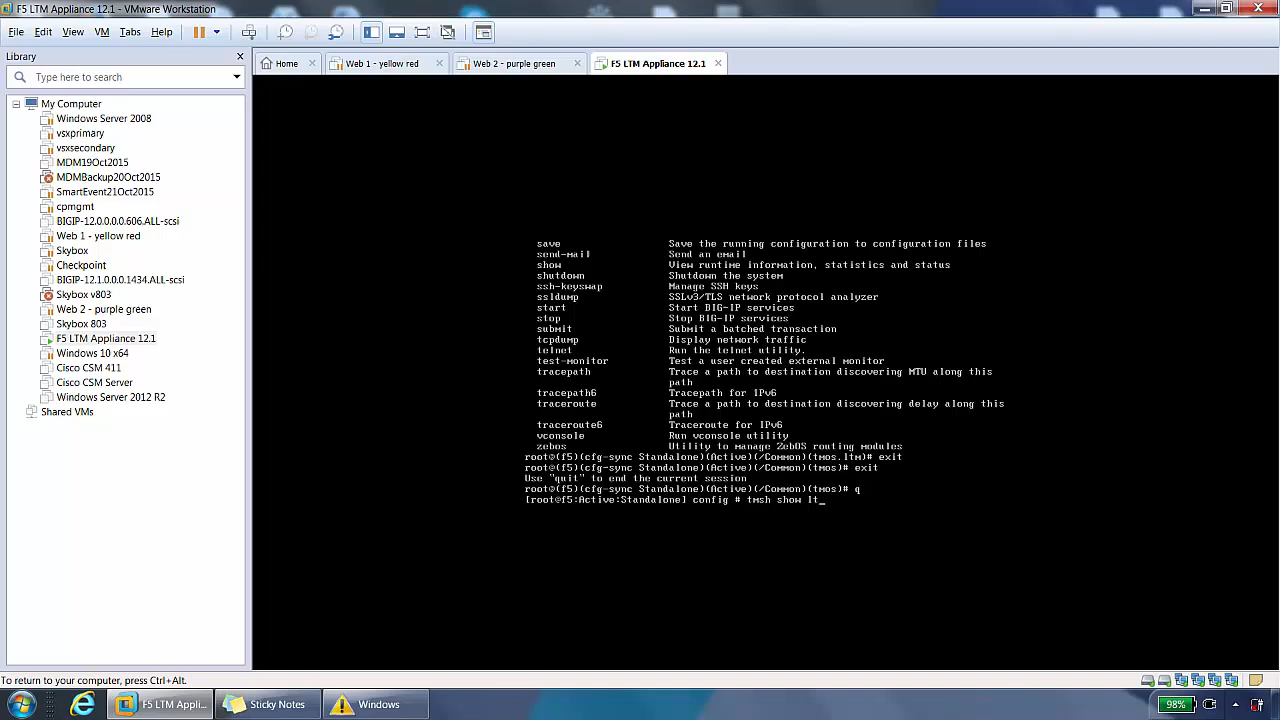 F5 LTM Appliance 12.1 - VMware Workstation
File Edit View VM Tabs Help
Library
Type here to search
Home
Web 1 - yellow red
Web 2 - purple green
F5 LTM Appliance 12.1
My Computer
Windows Server 2008
vsxprimary
vsxsecondary
MDM19Oct2015
MDMBackup20Oct2015
SmartEvent21Oct2015
cpmgmt
BIGIP-12.0.0.0.606.ALL-scsi
Web 1 - yellow red
Skybox
Checkpoint
BIGIP-12.1.0.0.1434.ALL-scsi
Skybox v803
Web 2 - purple green
Skybox 803
F5 LTM Appliance 12.1
Windows 10 x64
Cisco CSM 411
Cisco CSM Server
Windows Server 2012 R2
Shared VMs
save Save the running configuration to configuration files
send-mail Send an email
show View runtime information, statistics and status
shutdown Shutdown the system
ssh-keyswap Manage SSH keys
ssldump SSLv3/TLS network protocol analyzer
start Start BIG-IP services
stop Stop BIG-IP services
submit Submit a batched transaction
tcpdump Display network traffic
telnet Run the telnet utility.
test-monitor Test a user created external monitor
tracepath Trace a path to destination discovering MTU along this
path
tracepath6 Tracepath for IPv6
traceroute Trace a path to destination discovering delay along this
path
traceroute6 Traceroute for IPv6
vconsole Run vconsole utility
zebos Utility to manage ZebOS routing modules
root@(f5)(cfg-sync Standalone)(Active)(/Common)(tmos.ltm)# exit
root@(f5)(cfg-sync Standalone)(Active)(/Common)(tmos)# exit
Use "quit" to end the current session
root@(f5)(cfg-sync Standalone)(Active)(/Common)(tmos)# q
[root@f5:Active:Standalone] config # tmsh show lt_
To return to your computer, press Ctrl+Alt.
F5 LTM Appli...
Sticky Notes
Windows
98%